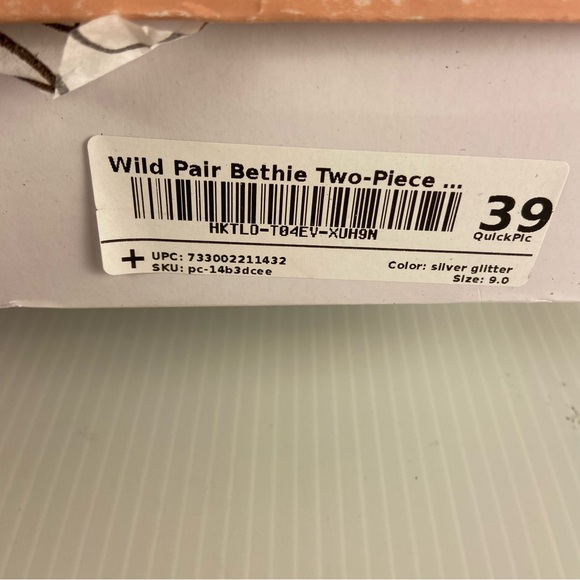 Wild Pair Bethie Two-Piece ...
HKTLD-T04EV-XUH9N
39
QuickPic
UPC: 733002211432
SKU: pc-14b3dcee
Color: silver glitter
Size: 9.0